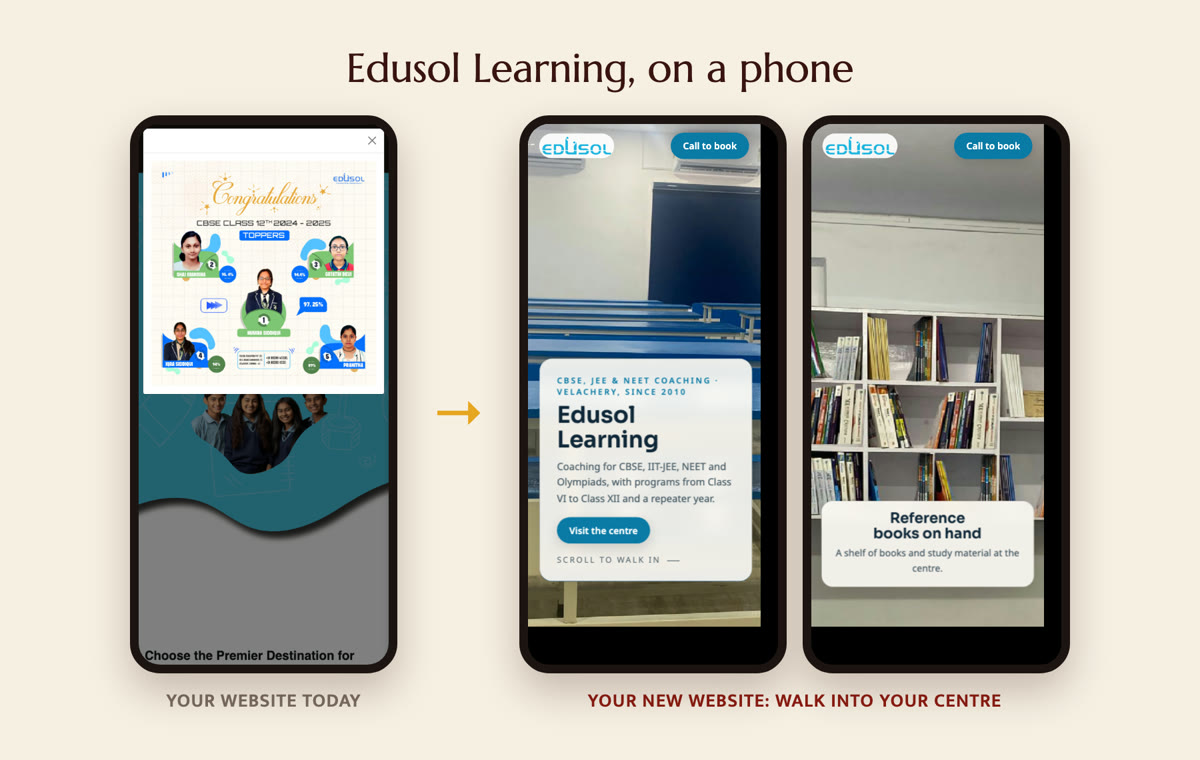 Edusol Learning, on a phone
EDUSOL
Congratulations
CBSE CLASS 12TH 2024 - 2025
TOPPERS
97.25%
Choose the Premier Destination for
YOUR WEBSITE TODAY
EDUSOL
Call to book
CBSE, JEE & NEET COACHING ·
VELACHERY, SINCE 2010
Edusol
Learning
Coaching for CBSE, IIT-JEE, NEET and
Olympiads, with programs from Class
VI to Class XII and a repeater year.
Visit the centre
SCROLL TO WALK IN
EDUSOL
Call to book
Reference
books on hand
A shelf of books and study material at the
centre.
YOUR NEW WEBSITE: WALK INTO YOUR CENTRE